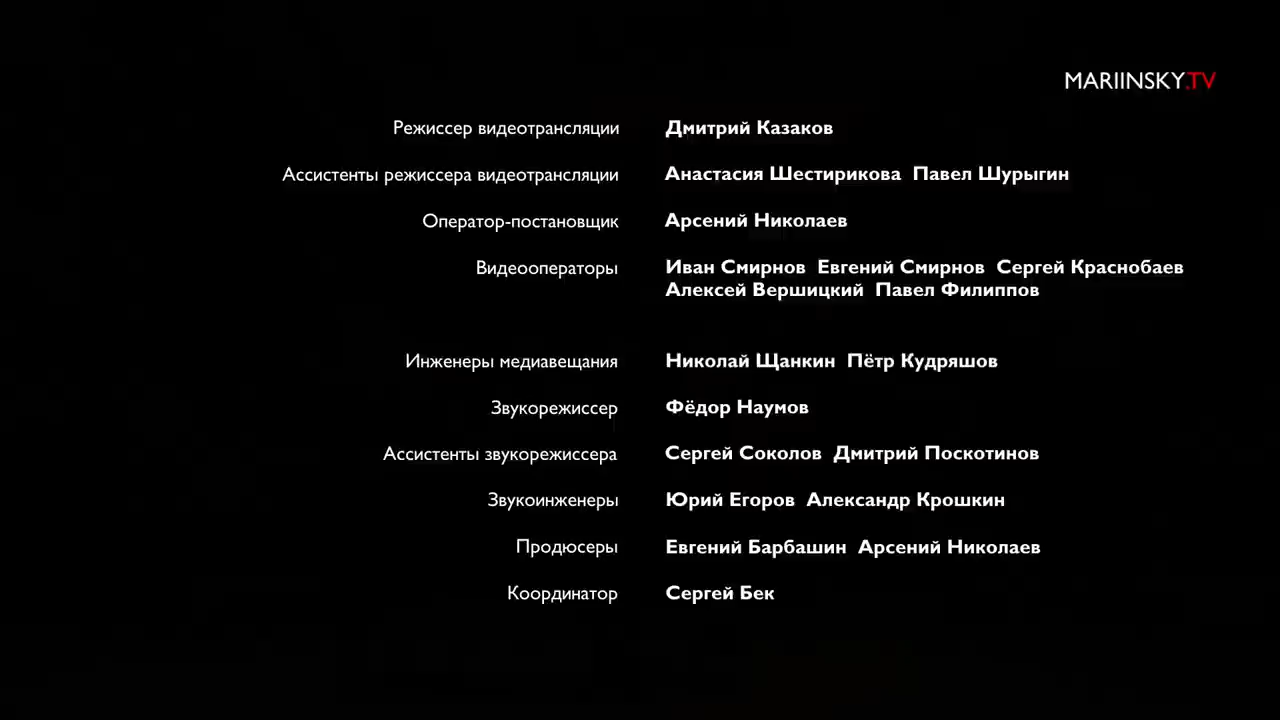 MARIINSKY.TV
Режиссер видеотрансляции Дмитрий Казаков
Ассистенты режиссера видеотрансляции Анастасия Шестирикова Павел Шурыгин
Оператор-постановщик Арсений Николаев
Видеооператоры Иван Смирнов Евгений Смирнов Сергей Краснобаев
Алексей Вершицкий Павел Филиппов
Инженеры медиавещания Николай Щанкин Пётр Кудряшов
Звукорежиссер Фёдор Наумов
Ассистенты звукорежиссера Сергей Соколов Дмитрий Поскотинов
Звукоинженеры Юрий Егоров Александр Крошкин
Продюсеры Евгений Барбашин Арсений Николаев
Координатор Сергей Бек